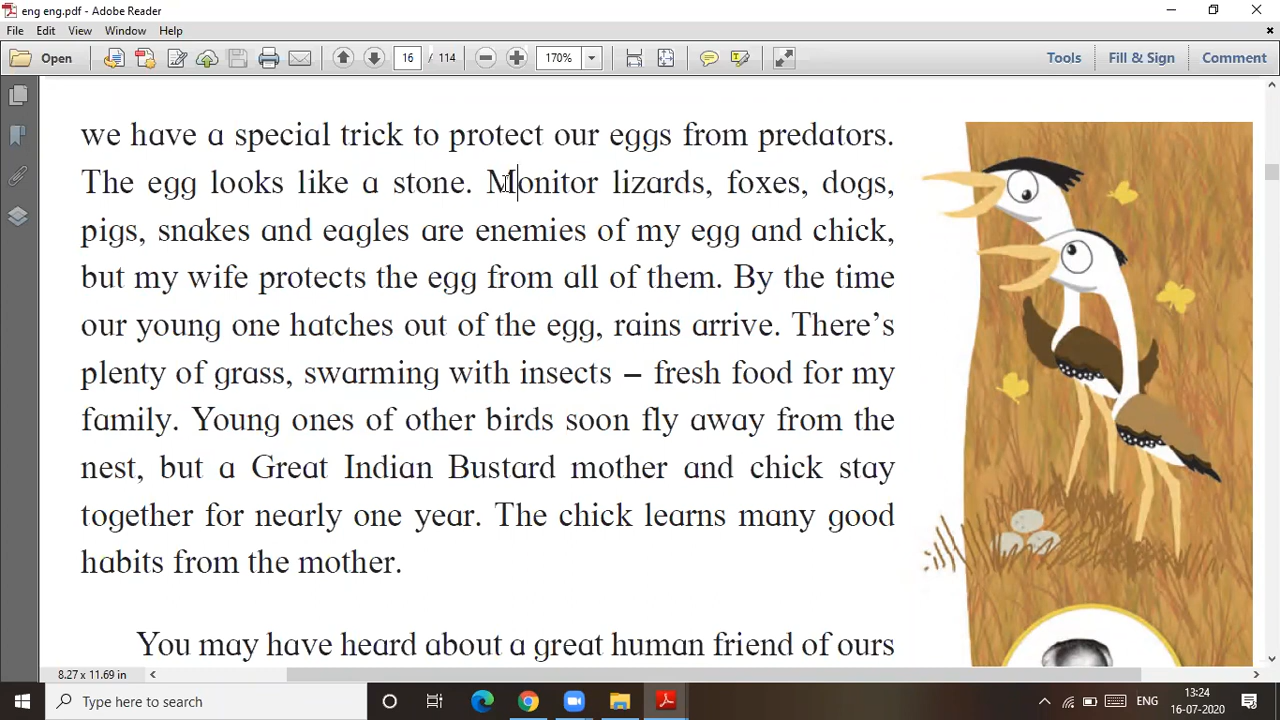 eng eng.pdf - Adobe Reader
File Edit View Window Help
Open 16 / 114 170% Tools Fill & Sign Comment
we have a special trick to protect our eggs from predators.
The egg looks like a stone. Monitor lizards, foxes, dogs,
pigs, snakes and eagles are enemies of my egg and chick,
but my wife protects the egg from all of them. By the time
our young one hatches out of the egg, rains arrive. There’s
plenty of grass, swarming with insects – fresh food for my
family. Young ones of other birds soon fly away from the
nest, but a Great Indian Bustard mother and chick stay
together for nearly one year. The chick learns many good
habits from the mother.
You may have heard about a great human friend of ours
8.27 x 11.69 in
Type here to search
ENG
13:24
16-07-2020